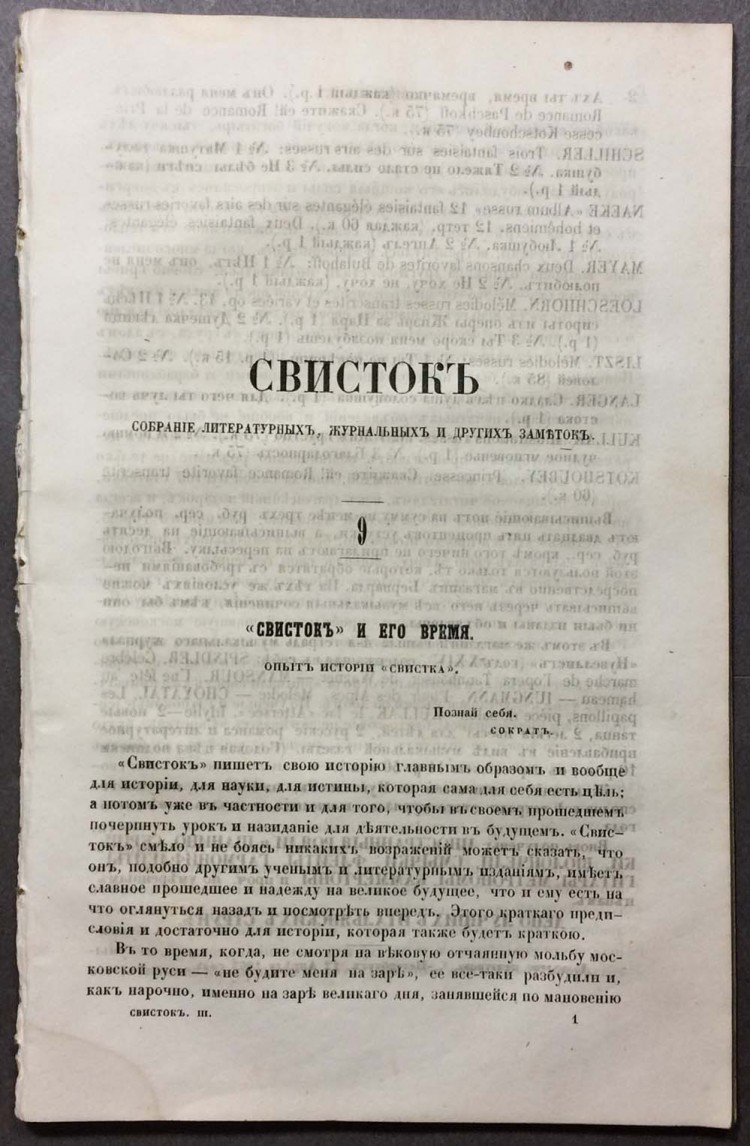 СВИСТОКЪ
СОБРАНІЕ ЛИТЕРАТУРНЫХЪ, ЖУРНАЛЬНЫХЪ И ДРУГИХЪ ЗАМѢТОКЪ.
9
«СВИСТОКЪ» И ЕГО ВРЕМЯ.
ОПЫТЪ ИСТОРІИ «СВИСТКА».
Познай себя.
СОКРАТЪ.
«Свистокъ» пишетъ свою исторію главнымъ образомъ и вообще
для исторіи, для науки, для истины, которая сама для себя есть цѣль;
а потомъ уже въ частности и для того, чтобы въ своемъ прошедшемъ
почерпнуть урокъ и назиданіе для дѣятельности въ будущемъ. «Свис-
токъ» смѣло и не боясь никакихъ возраженій можетъ сказать, что
онъ, подобно другимъ ученымъ и литературнымъ изданіямъ, имѣетъ
славное прошедшее и надежду на великое будущее, что и ему есть на
что оглянуться назадъ и посмотрѣть впередъ. Этого краткаго преди-
словія и достаточно для исторіи, которая также будетъ краткою.
Въ то время, когда, не смотря на вѣковую отчаянную мольбу мос-
ковской руси — «не будите меня на зарѣ», ее все-таки разбудили и,
какъ нарочно, именно на зарѣ великаго дня, занявшейся по мановенію
СВИСТОКЪ. III.
1